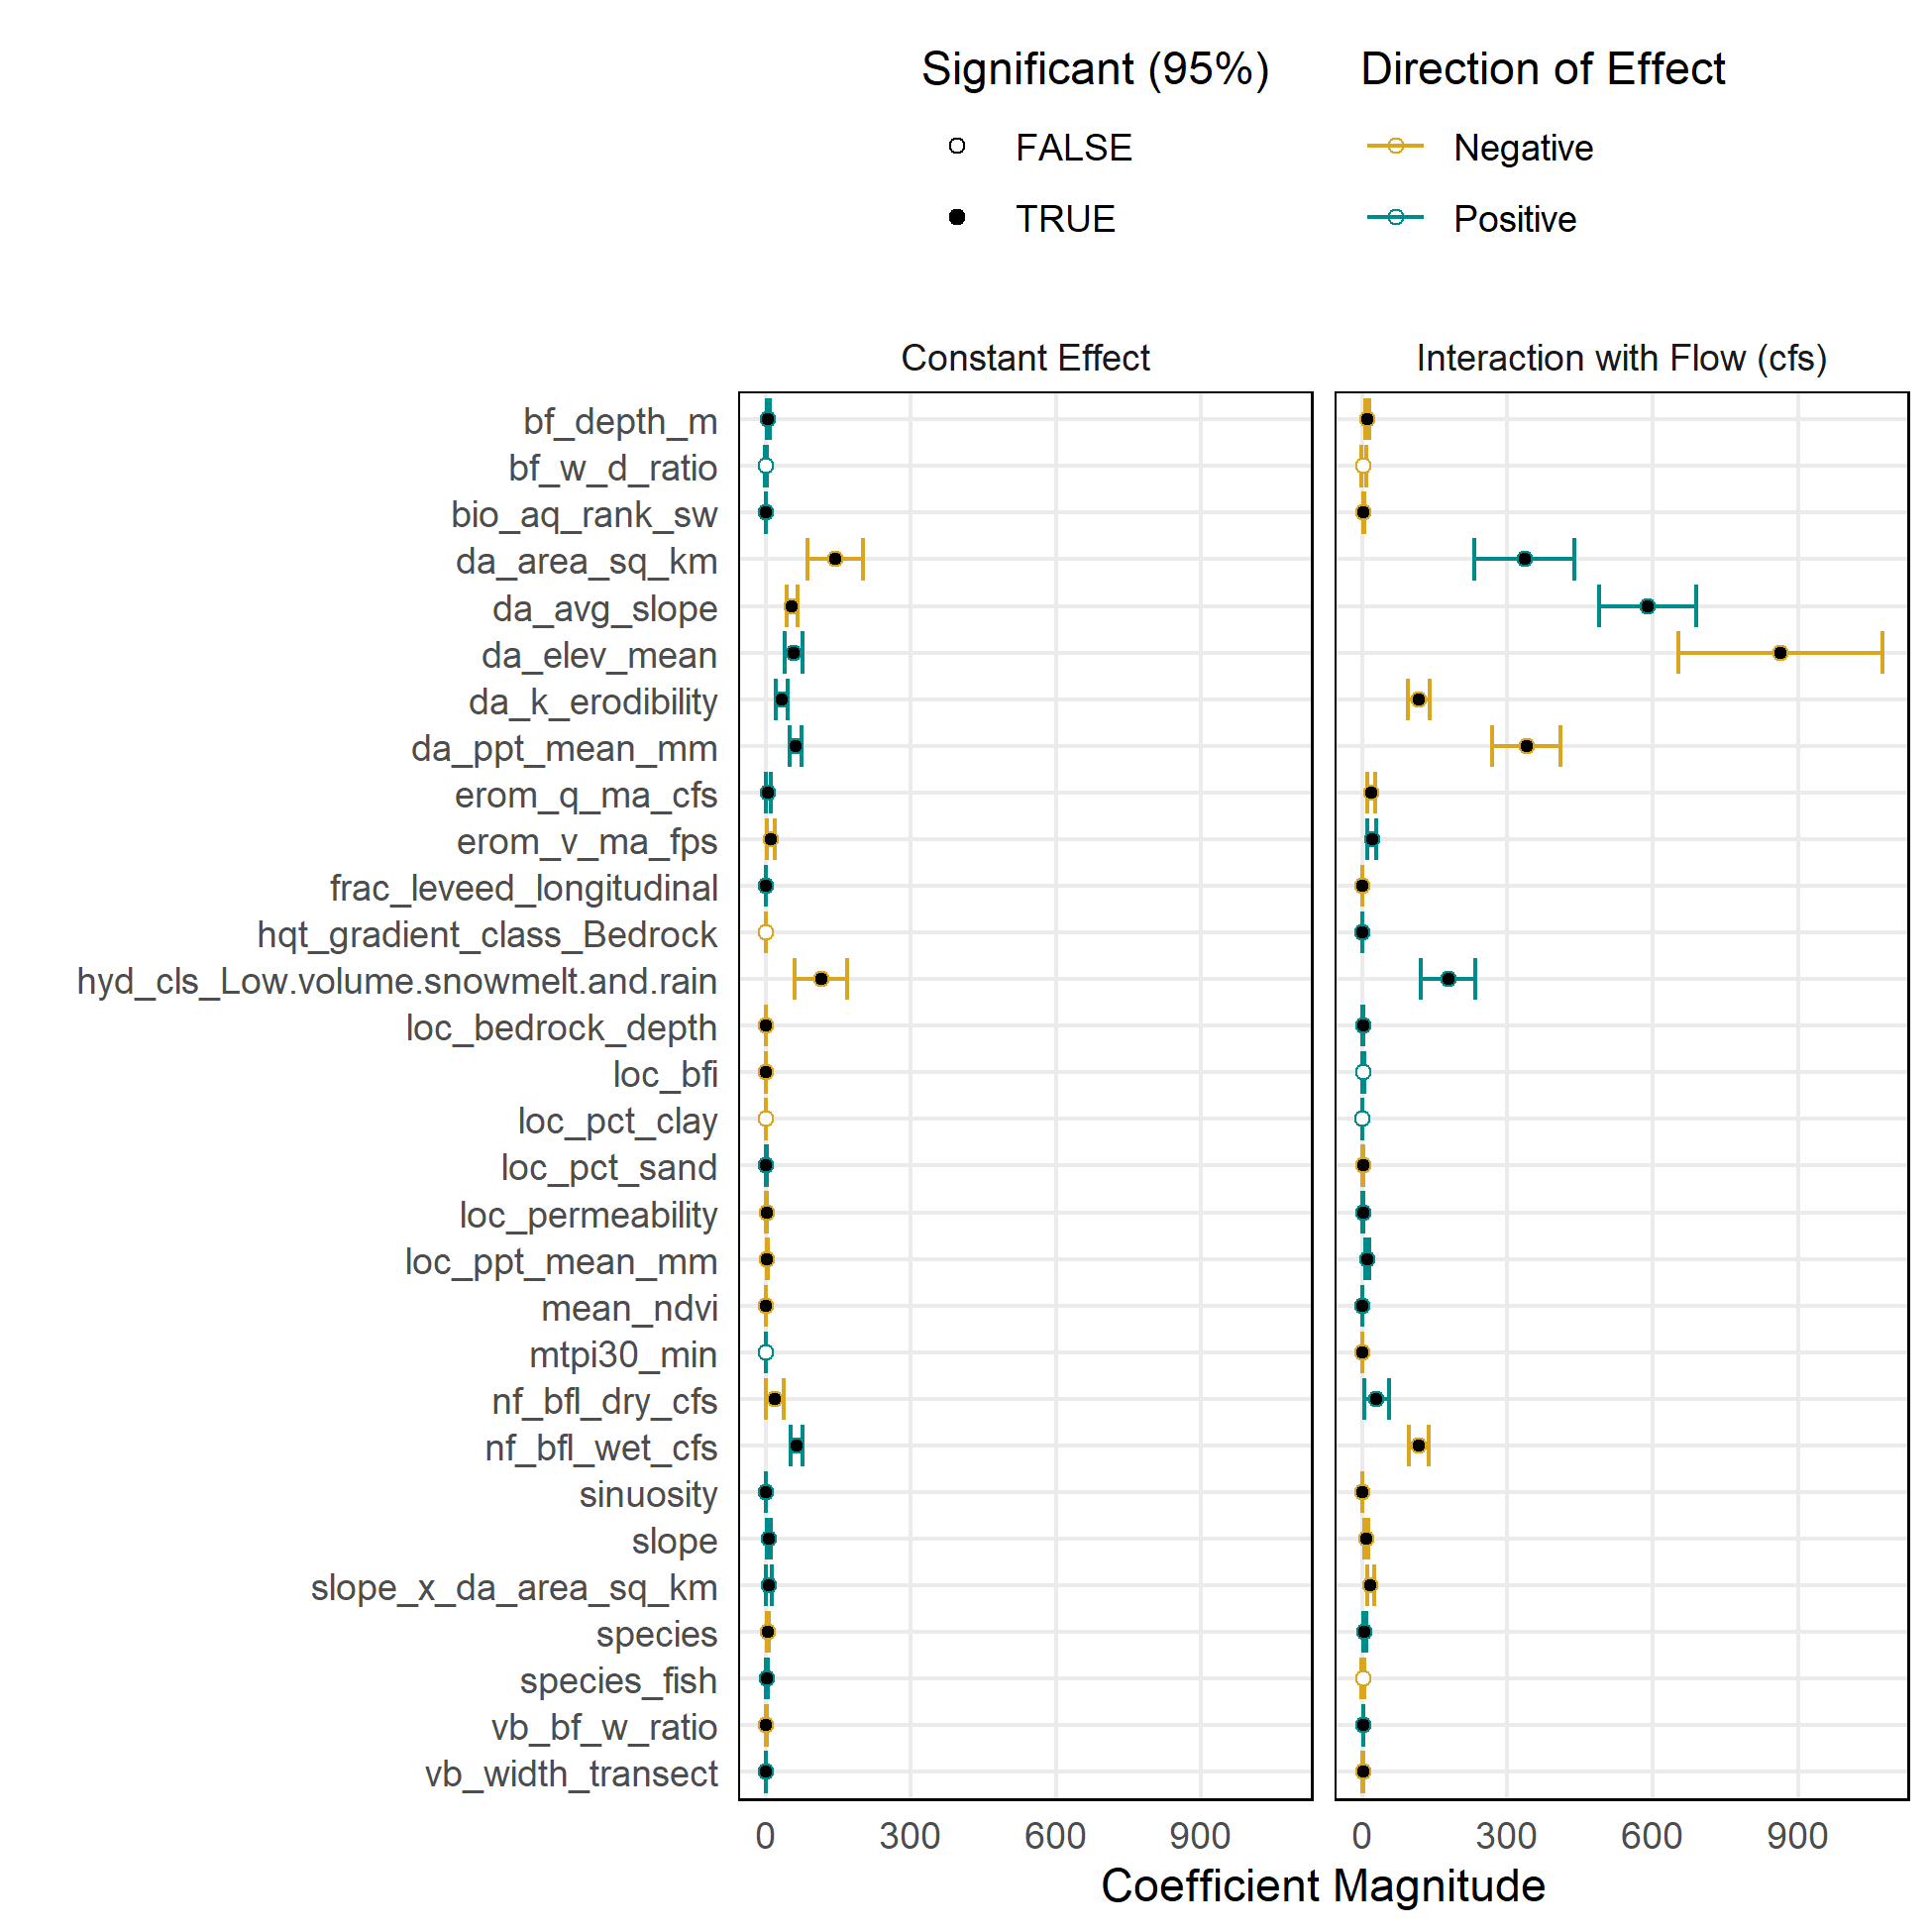 Significant (95%) Direction of Effect
FALSE Negative
TRUE Positive
Constant Effect Interaction with Flow (cfs)
bf_depth_m
bf_w_d_ratio
bio_aq_rank_sw
da_area_sq_km
da_avg_slope
da_elev_mean
da_k_erodibility
da_ppt_mean_mm
erom_q_ma_cfs
erom_v_ma_fps
frac_leveed_longitudinal
hqt_gradient_class_Bedrock
hyd_cls_Low.volume.snowmelt.and.rain
loc_bedrock_depth
loc_bfi
loc_pct_clay
loc_pct_sand
loc_permeability
loc_ppt_mean_mm
mean_ndvi
mtpi30_min
nf_bfl_dry_cfs
nf_bfl_wet_cfs
sinuosity
slope
slope_x_da_area_sq_km
species
species_fish
vb_bf_w_ratio
vb_width_transect
0 300 600 900 0 300 600 900
Coefficient Magnitude